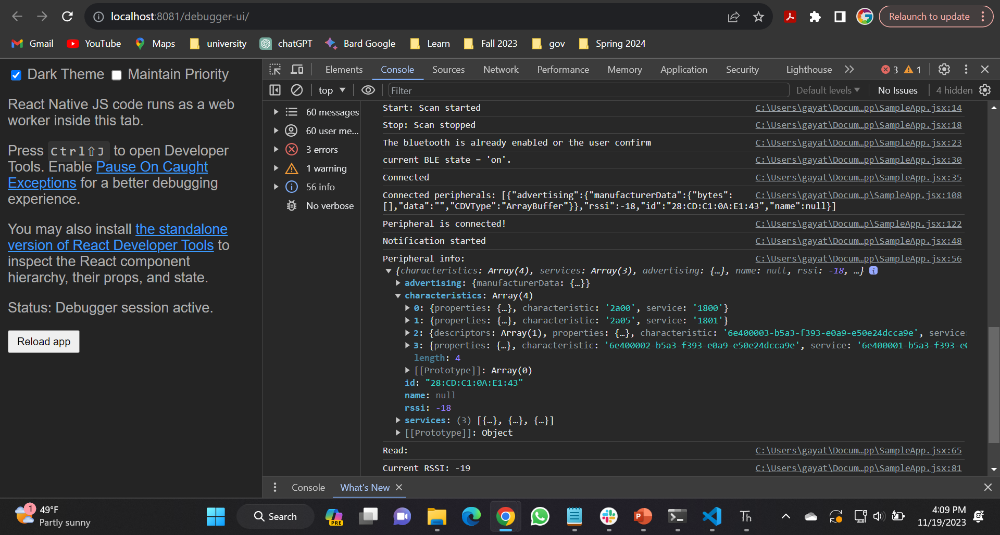 localhost:8081/debugger-ui/
Relaunch to update
Gmail YouTube Maps university chatGPT Bard Google Learn Fall 2023 gov Spring 2024
Dark Theme Maintain Priority
React Native JS code runs as a web
worker inside this tab.
Press Ctrl⇧J to open Developer
Tools. Enable Pause On Caught
Exceptions for a better debugging
experience.
You may also install the standalone
version of React Developer Tools to
inspect the React component
hierarchy, their props, and state.
Status: Debugger session active.
Reload app
Elements Console Sources Network Performance Memory Application Security Lighthouse 3 1
top Filter Default levels No Issues 4 hidden
60 messages
60 user me...
3 errors
1 warning
56 info
No verbose
Start: Scan started C:\Users\gayat\Docum…pp\SampleApp.jsx:14
Stop: Scan stopped C:\Users\gayat\Docum…pp\SampleApp.jsx:18
The bluetooth is already enabled or the user confirm C:\Users\gayat\Docum…pp\SampleApp.jsx:23
current BLE state = 'on'. C:\Users\gayat\Docum…pp\SampleApp.jsx:30
Connected C:\Users\gayat\Docum…pp\SampleApp.jsx:35
Connected peripherals: [{"advertising":{"manufacturerData":{"bytes": C:\Users\gayat\Docum…p\SampleApp.jsx:108
[],"data":"","CDVType":"ArrayBuffer"}},"rssi":-18,"id":"28:CD:C1:0A:E1:43","name":null}]
Peripheral is connected! C:\Users\gayat\Docum…p\SampleApp.jsx:122
Notification started C:\Users\gayat\Docum…pp\SampleApp.jsx:48
Peripheral info: C:\Users\gayat\Docum…pp\SampleApp.jsx:56
{characteristics: Array(4), services: Array(3), advertising: {…}, name: null, rssi: -18, …} i
advertising: {manufacturerData: {…}}
characteristics: Array(4)
0: {properties: {…}, characteristic: '2a00', service: '1800'}
1: {properties: {…}, characteristic: '2a05', service: '1801'}
2: {descriptors: Array(1), properties: {…}, characteristic: '6e400003-b5a3-f393-e0a9-e50e24dcca9e', service:
3: {properties: {…}, characteristic: '6e400002-b5a3-f393-e0a9-e50e24dcca9e', service: '6e400001-b5a3-f393-e0
length: 4
[[Prototype]]: Array(0)
id: "28:CD:C1:0A:E1:43"
name: null
rssi: -18
services: (3) [{…}, {…}, {…}]
[[Prototype]]: Object
Read: C:\Users\gayat\Docum…pp\SampleApp.jsx:65
Current RSSI: -19 C:\Users\gayat\Docum…pp\SampleApp.jsx:81
Console What's New
1 49°F
Partly sunny
Search
PRE
Th
4:09 PM
11/19/2023